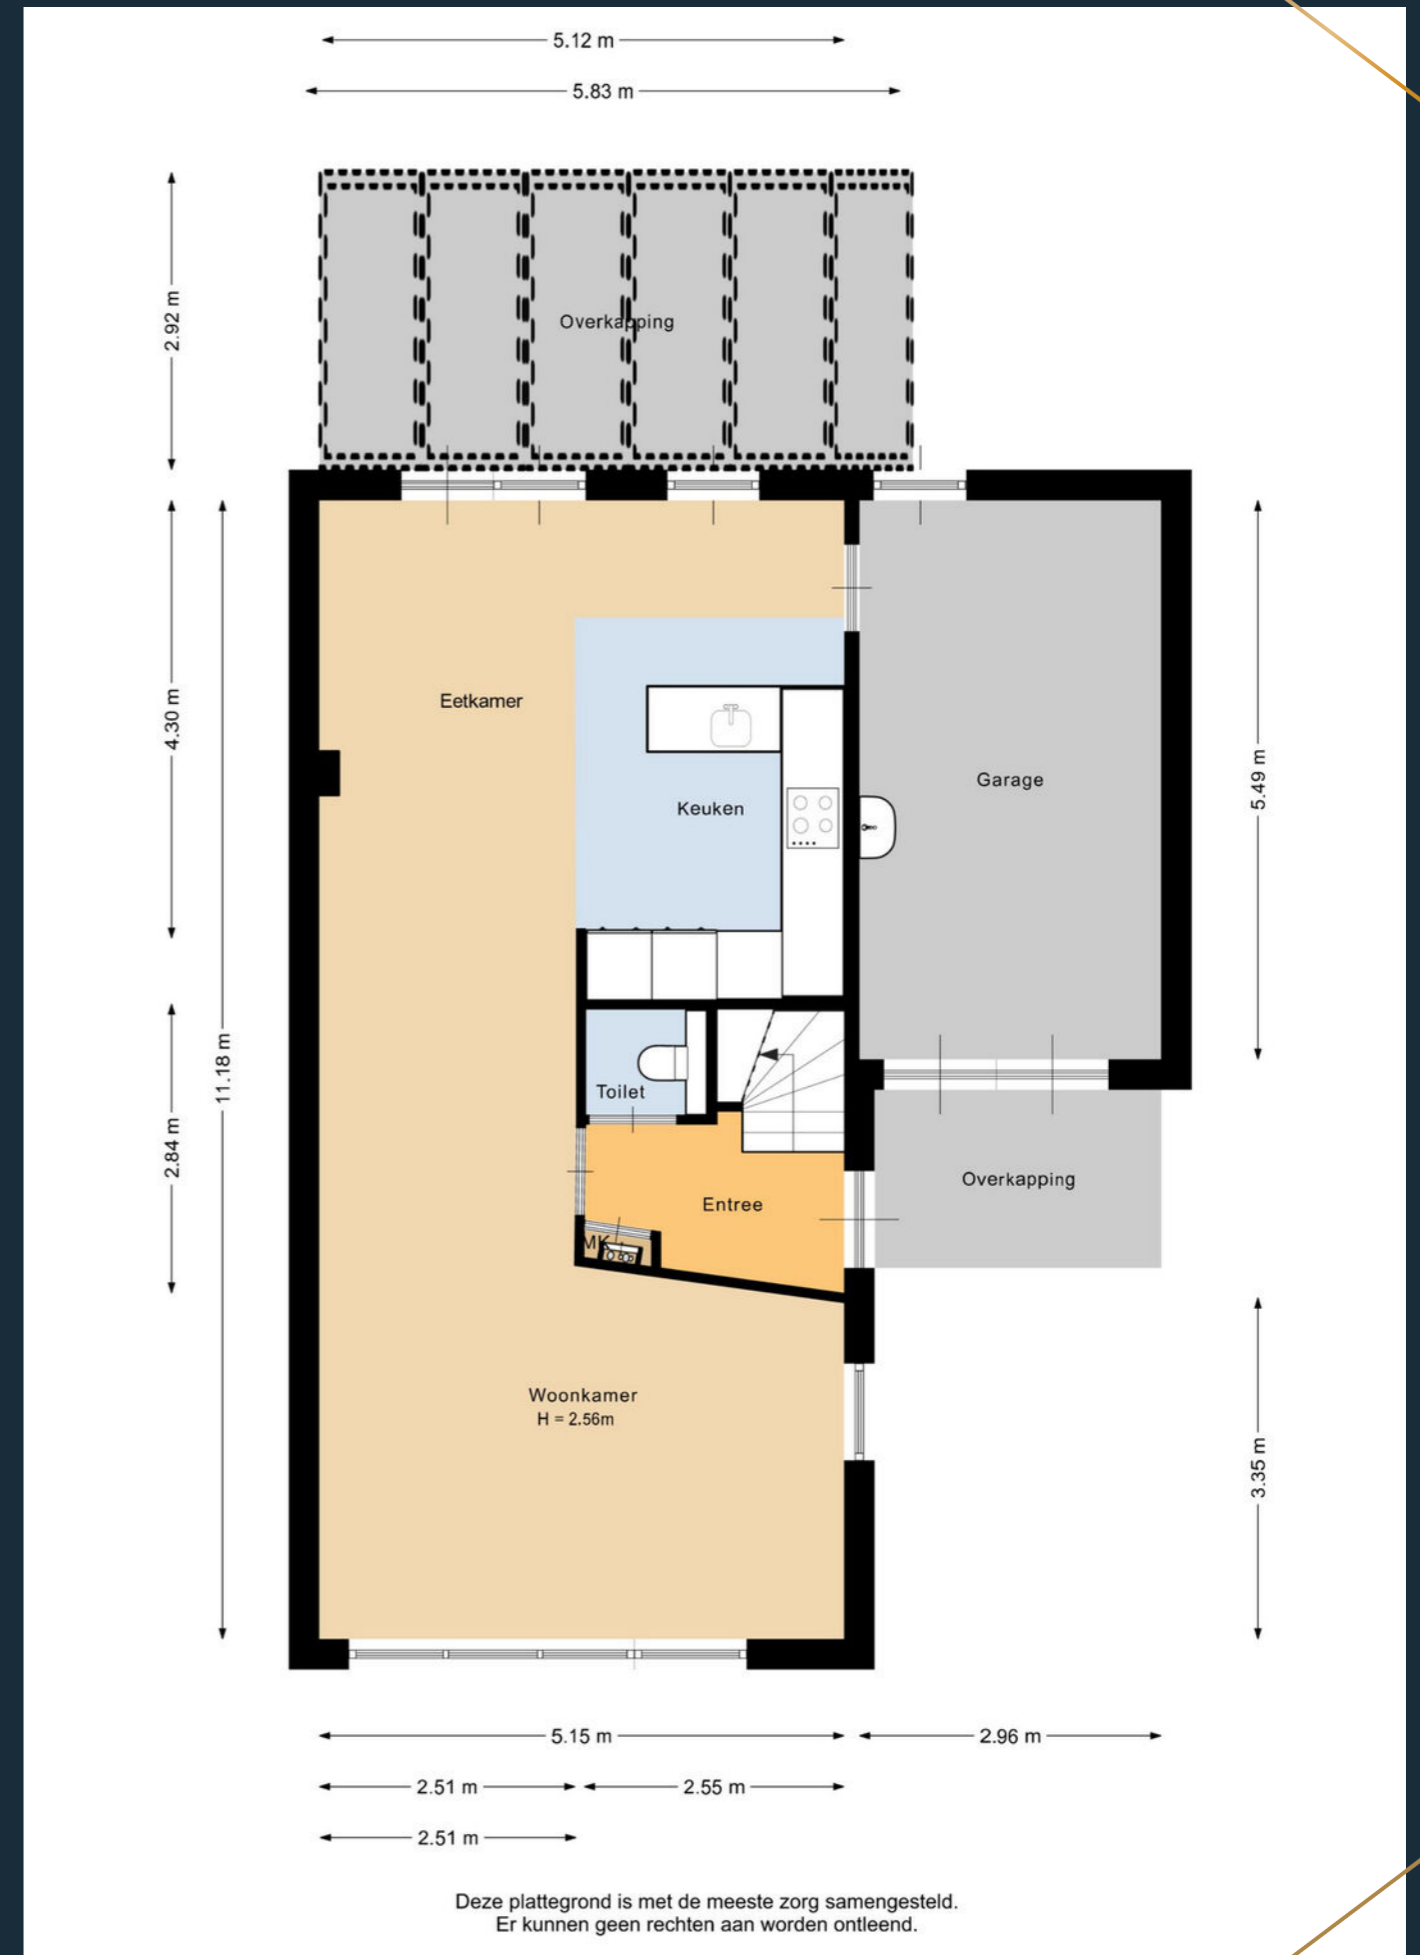 5.12 m
5.83 m
2.92 m
Overkapping
4.30 m
11.18 m
Eetkamer
Keuken
Garage
5.49 m
2.84 m
Toilet
Entree
Overkapping
MK
Woonkamer
H = 2.56m
3.35 m
5.15 m
2.96 m
2.51 m
2.55 m
2.51 m
Deze plattegrond is met de meeste zorg samengesteld.
Er kunnen geen rechten aan worden ontleend.